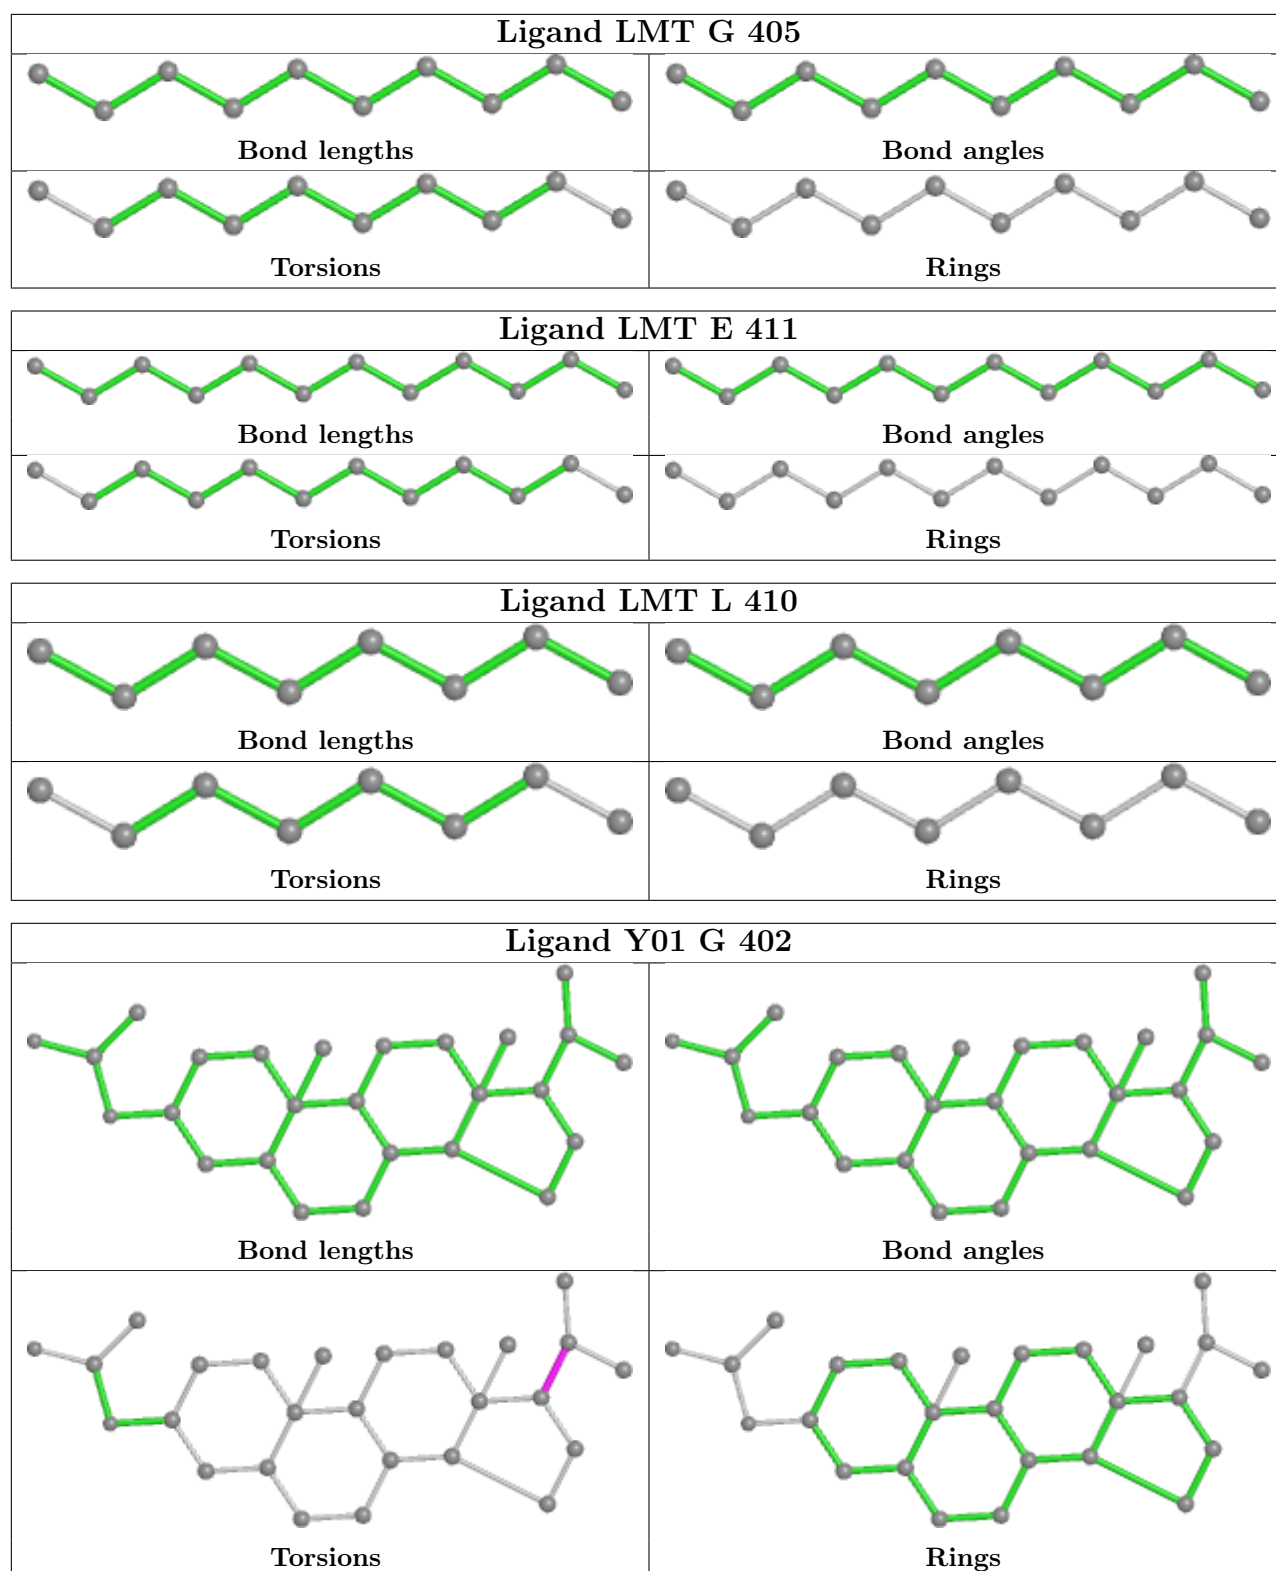 Ligand LMT G 405
Bond lengths
Bond angles
Torsions
Rings
Ligand LMT E 411
Bond lengths
Bond angles
Torsions
Rings
Ligand LMT L 410
Bond lengths
Bond angles
Torsions
Rings
Ligand Y01 G 402
Bond lengths
Bond angles
Torsions
Rings